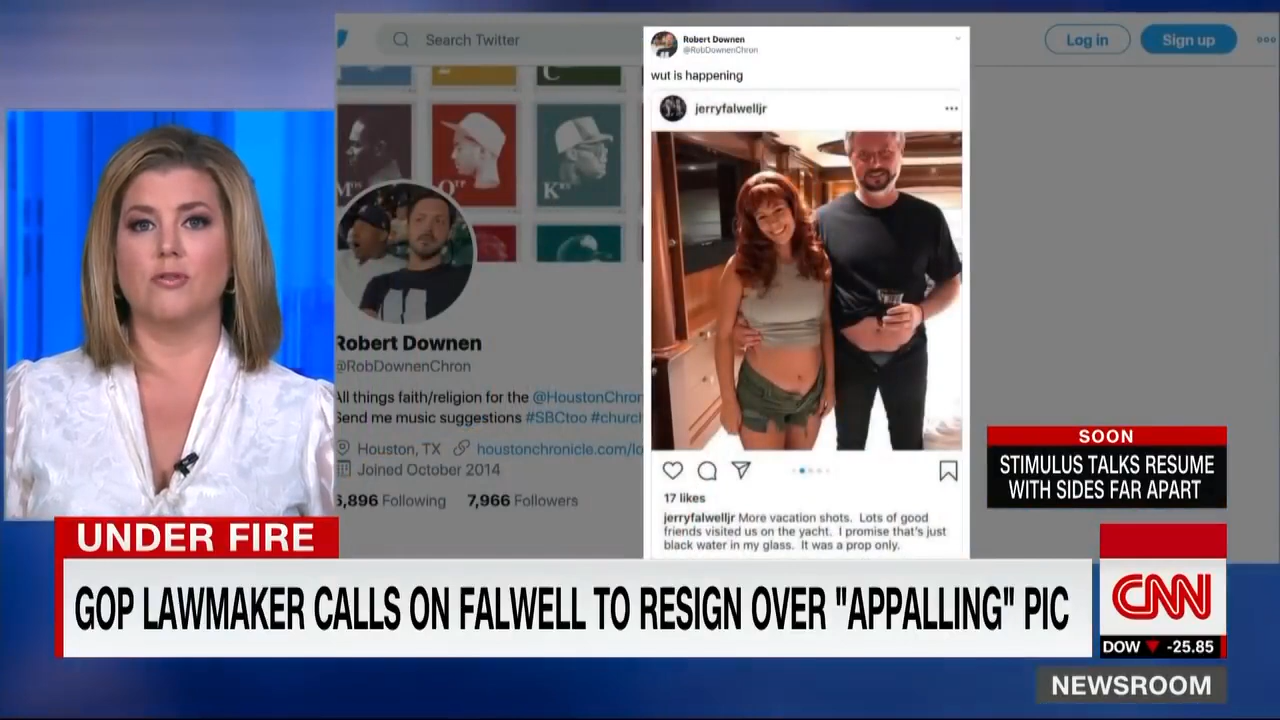 Search Twitter
Log in
Sign up
Robert Downen
@RobDownenChron
wut is happening
jerryfalwelljr
17 likes
jerryfalwelljr More vacation shots. Lots of good
friends visited us on the yacht. I promise that's just
black water in my glass. It was a prop only.
Robert Downen
@RobDownenChron
All things faith/religion for the @HoustonChron
Send me music suggestions #SBCtoo #church
Houston, TX houstonchronicle.com/lo
Joined October 2014
6,896 Following 7,966 Followers
SOON
STIMULUS TALKS RESUME
WITH SIDES FAR APART
UNDER FIRE
GOP LAWMAKER CALLS ON FALWELL TO RESIGN OVER "APPALLING" PIC
CNN
DOW -25.85
NEWSROOM